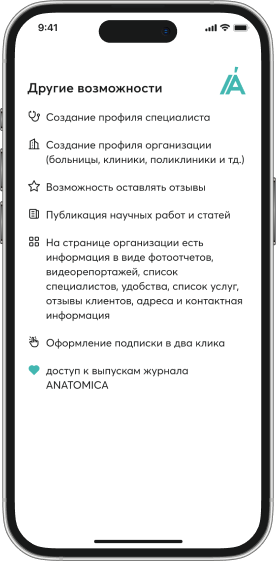 9:41
Другие возможности
Создание профиля специалиста
Создание профиля организации
(больницы, клиники, поликлиники и тд.)
Возможность оставлять отзывы
Публикация научных работ и статей
На странице организации есть
информация в виде фотоотчетов,
видеорепортажей, список
специалистов, удобства, список услуг,
отзывы клиентов, адреса и контактная
информация
Оформление подписки в два клика
доступ к выпускам журнала
ANATOMICA